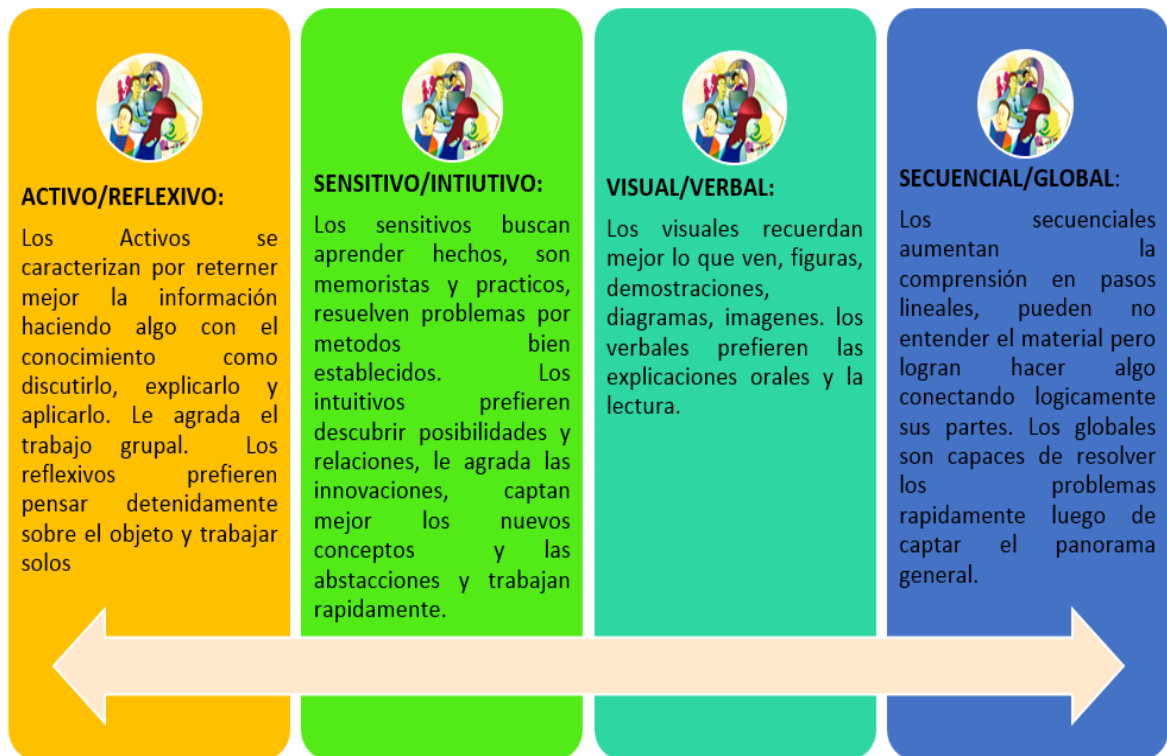 ACTIVO/REFLEXIVO:
Los Activos se
caracterizan por reterner
mejor la información
haciendo algo con el
conocimiento como
discutirlo, explicarlo y
aplicarlo. Le agrada el
trabajo grupal. Los
reflexivos prefieren
pensar detenidamente
sobre el objeto y trabajar
solos
SENSITIVO/INTIUTIVO:
Los sensitivos buscan
aprender hechos, son
memoristas y practicos,
resuelven problemas por
metodos bien
establecidos. Los
intuitivos prefieren
descubrir posibilidades y
relaciones, le agrada las
innovaciones, captan
mejor los nuevos
conceptos y las
abstacciones y trabajan
rapidamente.
VISUAL/VERBAL:
Los visuales recuerdan
mejor lo que ven, figuras,
demostraciones,
diagramas, imagenes. los
verbales prefieren las
explicaciones orales y la
lectura.
SECUENCIAL/GLOBAL:
Los secuenciales
aumentan la
comprensión en pasos
lineales, pueden no
entender el material pero
logran hacer algo
conectando logicamente
sus partes. Los globales
son capaces de resolver
los problemas
rapidamente luego de
captar el panorama
general.